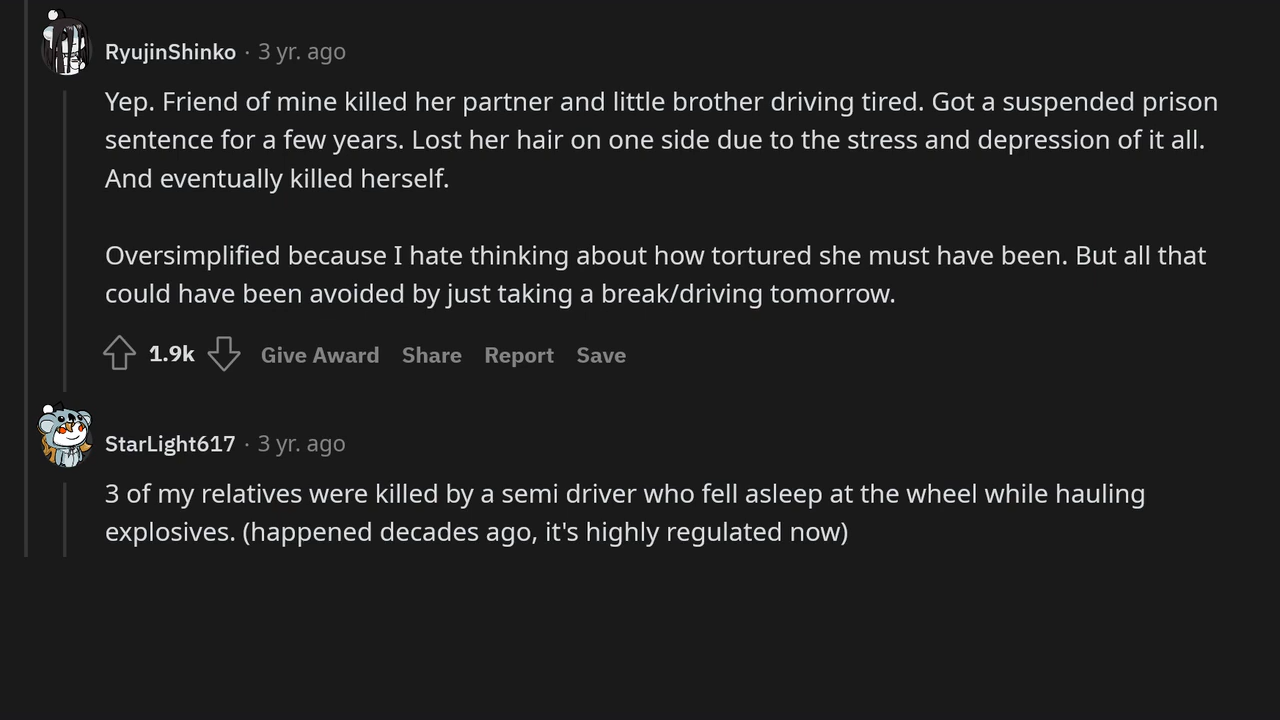 RyujinShinko · 3 yr. ago
Yep. Friend of mine killed her partner and little brother driving tired. Got a suspended prison
sentence for a few years. Lost her hair on one side due to the stress and depression of it all.
And eventually killed herself.
Oversimplified because I hate thinking about how tortured she must have been. But all that
could have been avoided by just taking a break/driving tomorrow.
1.9k Give Award Share Report Save
StarLight617 · 3 yr. ago
3 of my relatives were killed by a semi driver who fell asleep at the wheel while hauling
explosives. (happened decades ago, it's highly regulated now)